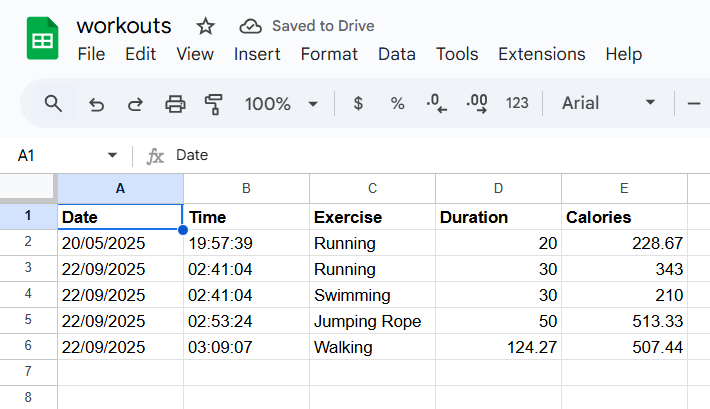 workouts Saved to Drive
File Edit View Insert Format Data Tools Extensions Help
100% $ % .0 .00 123 Arial
A1 fx Date
A B C D E
1 Date Time Exercise Duration Calories
2 20/05/2025 19:57:39 Running 20 228.67
3 22/09/2025 02:41:04 Running 30 343
4 22/09/2025 02:41:04 Swimming 30 210
5 22/09/2025 02:53:24 Jumping Rope 50 513.33
6 22/09/2025 03:09:07 Walking 124.27 507.44
7
8